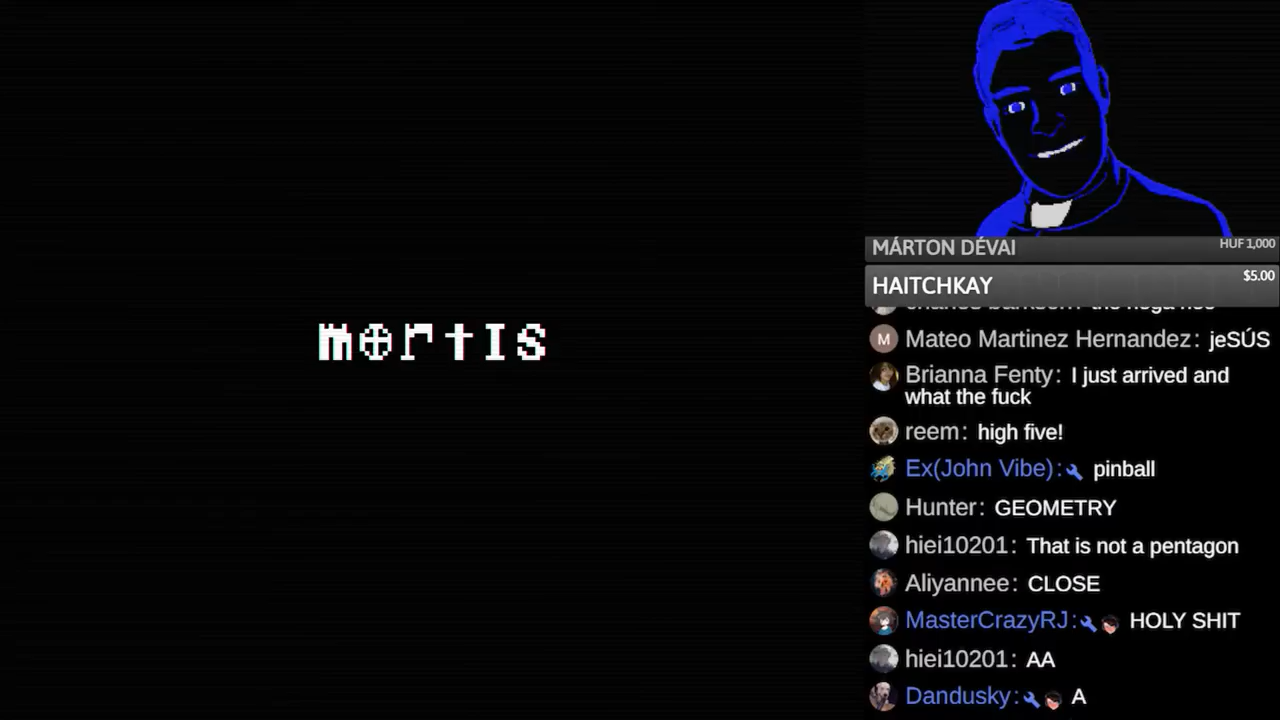 mortis
MÁRTON DÉVAI HUF 1,000
HAITCHKAY $5.00
Mateo Martinez Hernandez: jeSÚS
Brianna Fenty: I just arrived and
what the fuck
reem: high five!
Ex(John Vibe): pinball
Hunter: GEOMETRY
hiei10201: That is not a pentagon
Aliyannee: CLOSE
MasterCrazyRJ: HOLY SHIT
hiei10201: AA
Dandusky: A
M